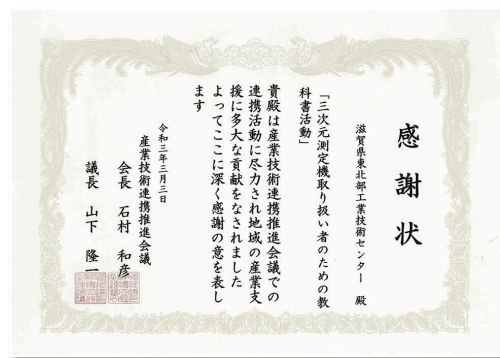 感謝状
滋賀県東北部工業技術センター 殿
「三次元測定機取り扱い者のための教
科書活動」
貴殿は産業技術連携推進会議での
連携活動に尽力され地域の産業支
援に多大な貢献をなされました
よってここに深く感謝の意を表し
ます
令和三年三月三日
産業技術連携推進会議
会長 石村 和彦
議長 山下 隆一